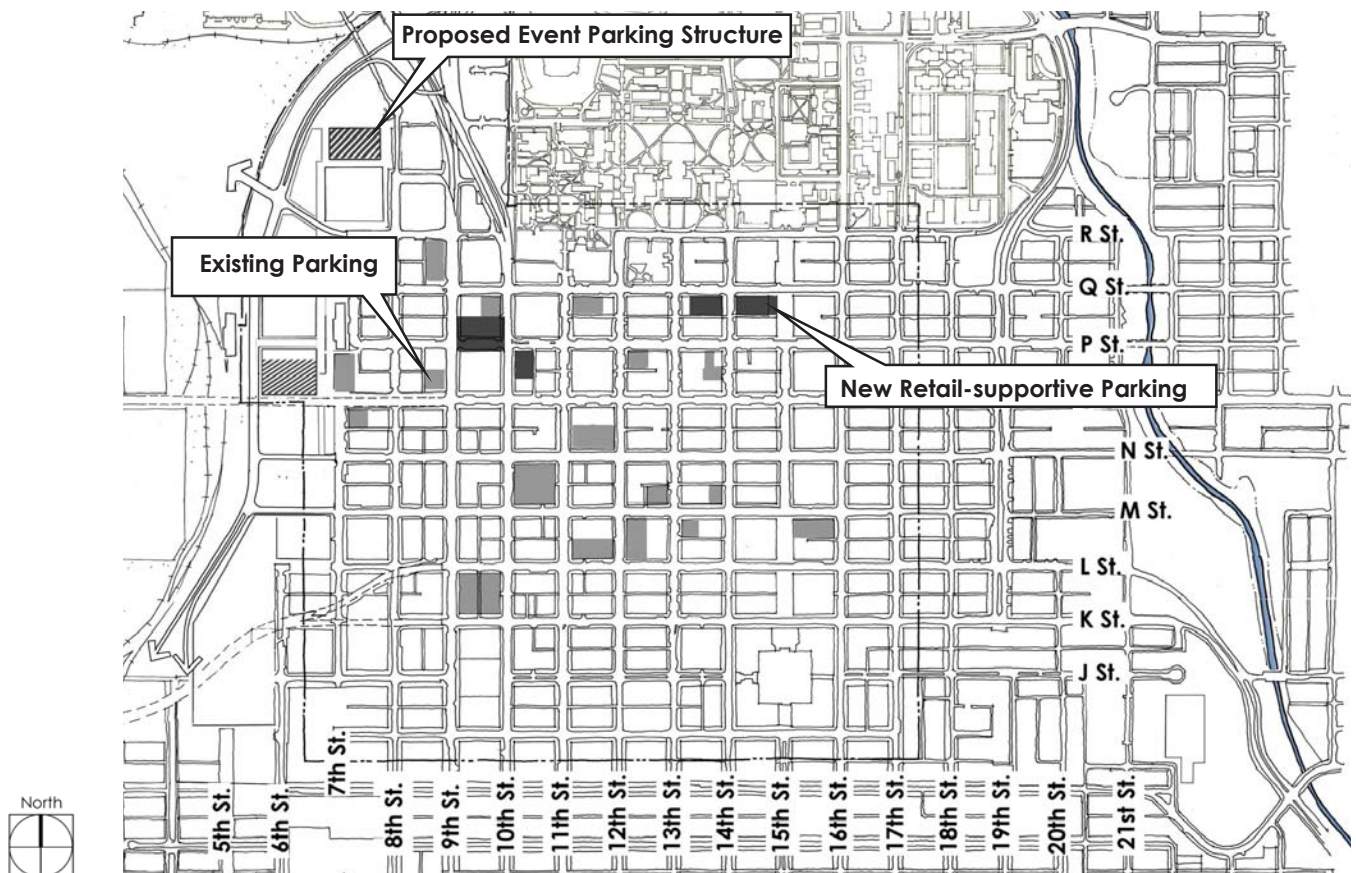 Proposed Event Parking Structure
Existing Parking
New Retail-supportive Parking
R St.
Q St.
P St.
N St.
M St.
L St.
K St.
J St.
North
5th St.
6th St.
7th St.
8th St.
9th St.
10th St.
11th St.
12th St.
13th St.
14th St.
15th St.
16th St.
17th St.
18th St.
19th St.
20th St.
21st St.